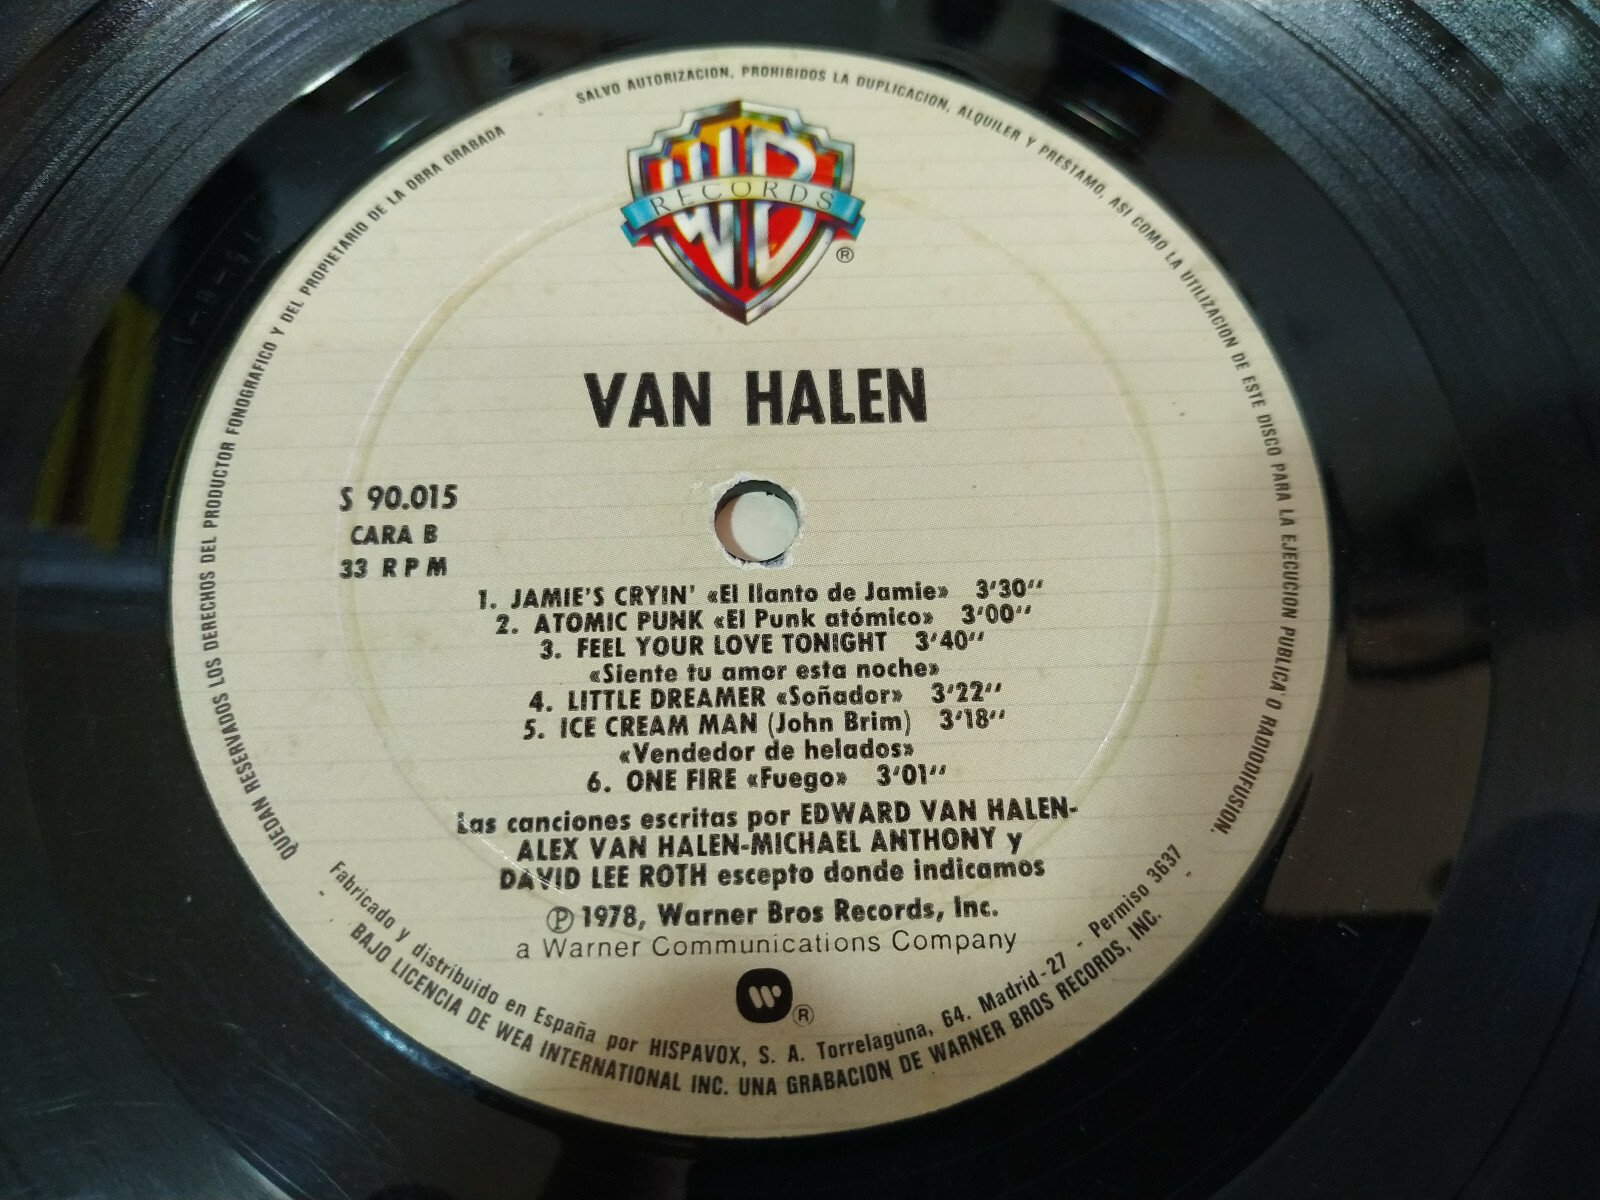 QUEDAN RESERVADOS LOS DERECHOS DEL PRODUCTOR FONOGRAFICO Y DEL PROPIETARIO DE LA OBRA GRABADA
SALVO AUTORIZACION, PROHIBIDOS LA DUPLICACION, ALQUILER Y PRESTAMO, ASI COMO LA UTILIZACION DE ESTE DISCO PARA LA EJECUCION PUBLICA O RADIODIFUSION.
WB
RECORDS
®
VAN HALEN
S 90.015
CARA B
33 RPM
1. JAMIE'S CRYIN' «El llanto de Jamie» 3'30''
2. ATOMIC PUNK «El Punk atómico» 3'00''
3. FEEL YOUR LOVE TONIGHT 3'40''
«Siente tu amor esta noche»
4. LITTLE DREAMER «Soñador» 3'22''
5. ICE CREAM MAN (John Brim) 3'18''
«Vendedor de helados»
6. ONE FIRE «Fuego» 3'01''
Las canciones escritas por EDWARD VAN HALEN-
ALEX VAN HALEN-MICHAEL ANTHONY y
DAVID LEE ROTH escepto donde indicamos
Ⓟ 1978, Warner Bros Records, Inc.
a Warner Communications Company
®
Fabricado y distribuido en España por HISPAVOX, S. A. Torrelaguna, 64. Madrid-27 - Permiso 3637 -
- BAJO LICENCIA DE WEA INTERNATIONAL INC. UNA GRABACION DE WARNER BROS RECORDS, INC.